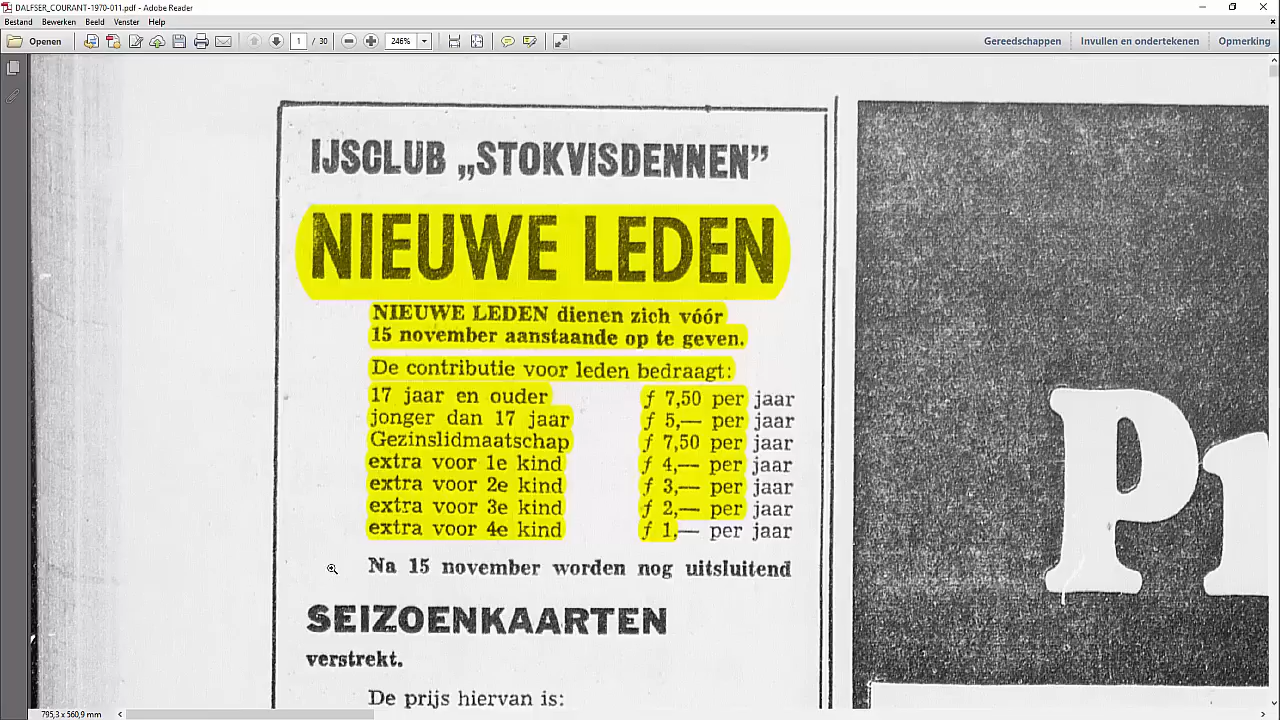 DALFSER_COURANT-1970-011.pdf - Adobe Reader
Bestand Bewerken Beeld Venster Help
Openen 1 / 30 246% Gereedschappen Invullen en ondertekenen Opmerking
IJSCLUB „STOKVISDENNEN”
NIEUWE LEDEN
NIEUWE LEDEN dienen zich vóór
15 november aanstaande op te geven.
De contributie voor leden bedraagt:
17 jaar en ouder ƒ 7,50 per jaar
jonger dan 17 jaar ƒ 5,— per jaar
Gezinslidmaatschap ƒ 7,50 per jaar
extra voor 1e kind ƒ 4,— per jaar
extra voor 2e kind ƒ 3,— per jaar
extra voor 3e kind ƒ 2,— per jaar
extra voor 4e kind ƒ 1,— per jaar
Na 15 november worden nog uitsluitend
SEIZOENKAARTEN
verstrekt.
De prijs hiervan is:
Pr
795,3 x 560,9 mm